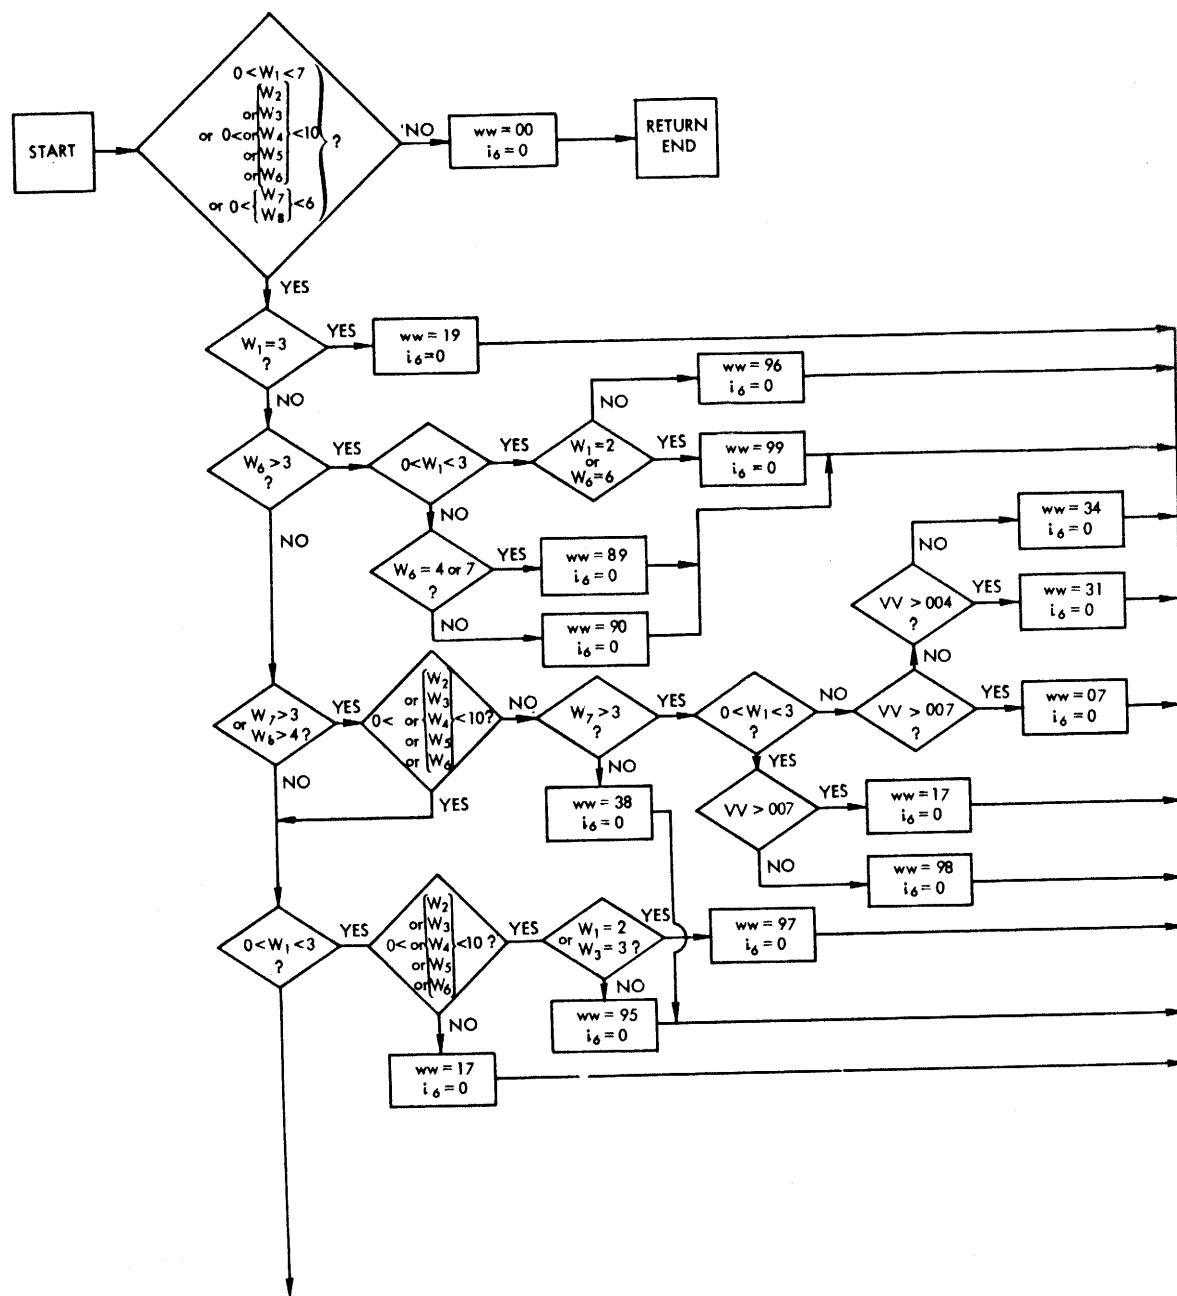 START
0 < W₁ < 7
W₂
or W₃
or 0 < or W₄ < 10
or W₅
or W₆
or 0 < W₇ < 6
W₈
?
NO
ww = 00
i₆ = 0
RETURN
END
YES
W₁ = 3
?
YES
ww = 19
i₆ = 0
NO
W₆ > 3
?
YES
0 < W₁ < 3
YES
W₁ = 2
or
W₆ = 6
NO
ww = 96
i₆ = 0
YES
ww = 99
i₆ = 0
NO
W₆ = 4 or 7
?
YES
ww = 89
i₆ = 0
NO
ww = 90
i₆ = 0
NO
W₇ > 3
or W₈ > 4 ?
YES
W₂
or W₃
0 < or W₄ < 10 ?
or W₅
or W₆
NO
W₇ > 3
?
YES
0 < W₁ < 3
?
NO
VV > 007
?
NO
VV > 004
?
NO
ww = 34
i₆ = 0
YES
ww = 31
i₆ = 0
YES
ww = 07
i₆ = 0
YES
VV > 007
YES
ww = 17
i₆ = 0
NO
ww = 98
i₆ = 0
NO
ww = 38
i₆ = 0
YES
NO
0 < W₁ < 3
?
YES
W₂
or W₃
0 < or W₄ < 10 ?
or W₅
or W₆
YES
W₁ = 2
or W₃ = 3 ?
YES
ww = 97
i₆ = 0
NO
ww = 95
i₆ = 0
NO
ww = 17
i₆ = 0